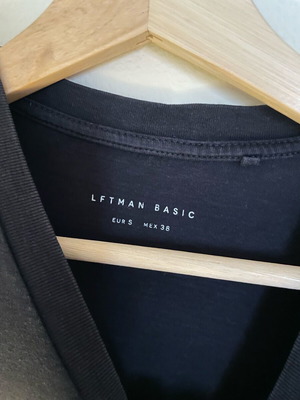 LFTMAN BASIC
EUR S MEX 38